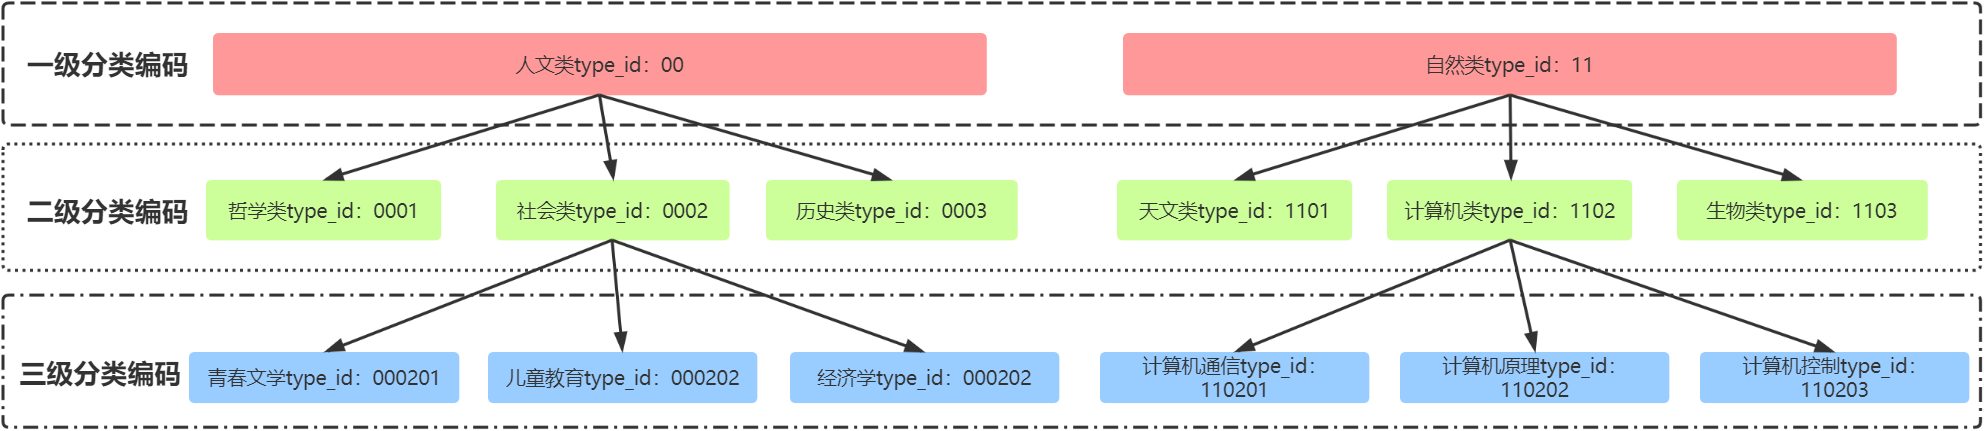 一级分类编码
人文类type_id：00
自然类type_id：11
二级分类编码
哲学类type_id：0001
社会类type_id：0002
历史类type_id：0003
天文类type_id：1101
计算机类type_id：1102
生物类type_id：1103
三级分类编码
青春文学type_id：000201
儿童教育type_id：000202
经济学type_id：000202
计算机通信type_id：
110201
计算机原理type_id：
110202
计算机控制type_id：
110203